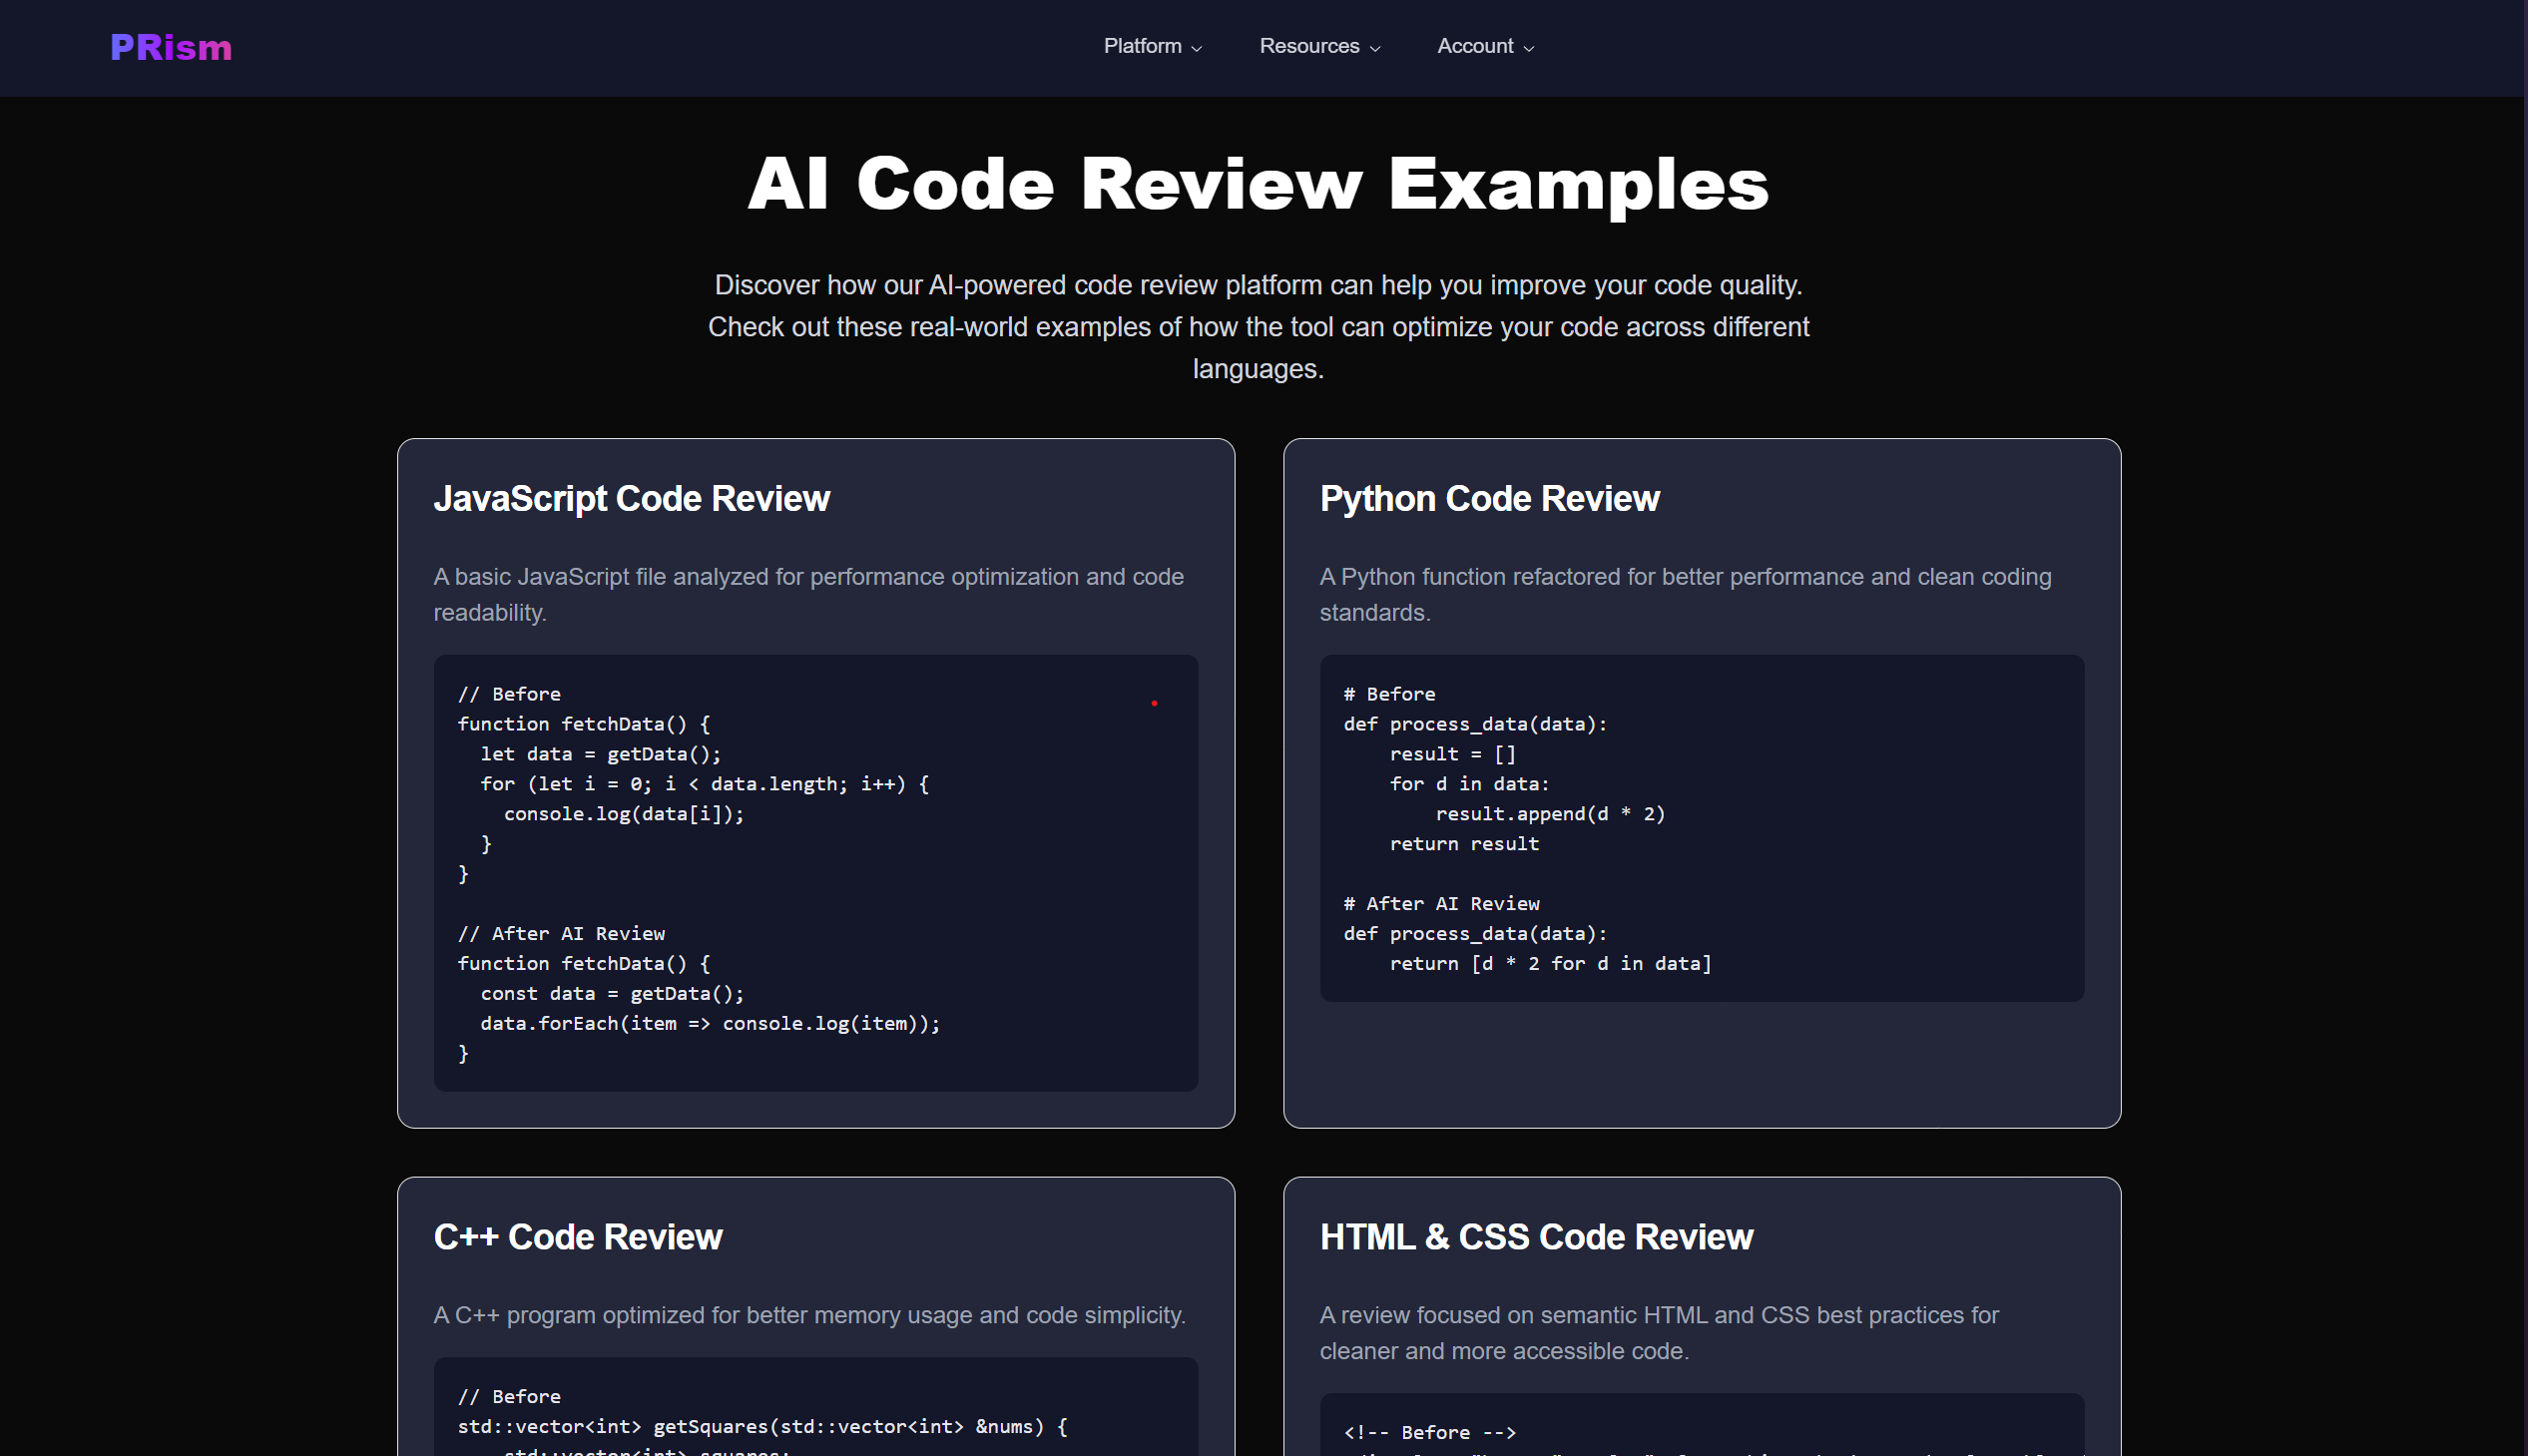 PRism
Platform
Resources
Account
AI Code Review Examples
Discover how our AI-powered code review platform can help you improve your code quality.
Check out these real-world examples of how the tool can optimize your code across different
languages.
JavaScript Code Review
A basic JavaScript file analyzed for performance optimization and code
readability.
// Before
function fetchData() {
  let data = getData();
  for (let i = 0; i < data.length; i++) {
    console.log(data[i]);
  }
}

// After AI Review
function fetchData() {
  const data = getData();
  data.forEach(item => console.log(item));
}
Python Code Review
A Python function refactored for better performance and clean coding
standards.
# Before
def process_data(data):
    result = []
    for d in data:
        result.append(d * 2)
    return result

# After AI Review
def process_data(data):
    return [d * 2 for d in data]
C++ Code Review
A C++ program optimized for better memory usage and code simplicity.
// Before
std::vector<int> getSquares(std::vector<int> &nums) {
    std::vector<int> squares;
HTML & CSS Code Review
A review focused on semantic HTML and CSS best practices for
cleaner and more accessible code.
<!-- Before -->